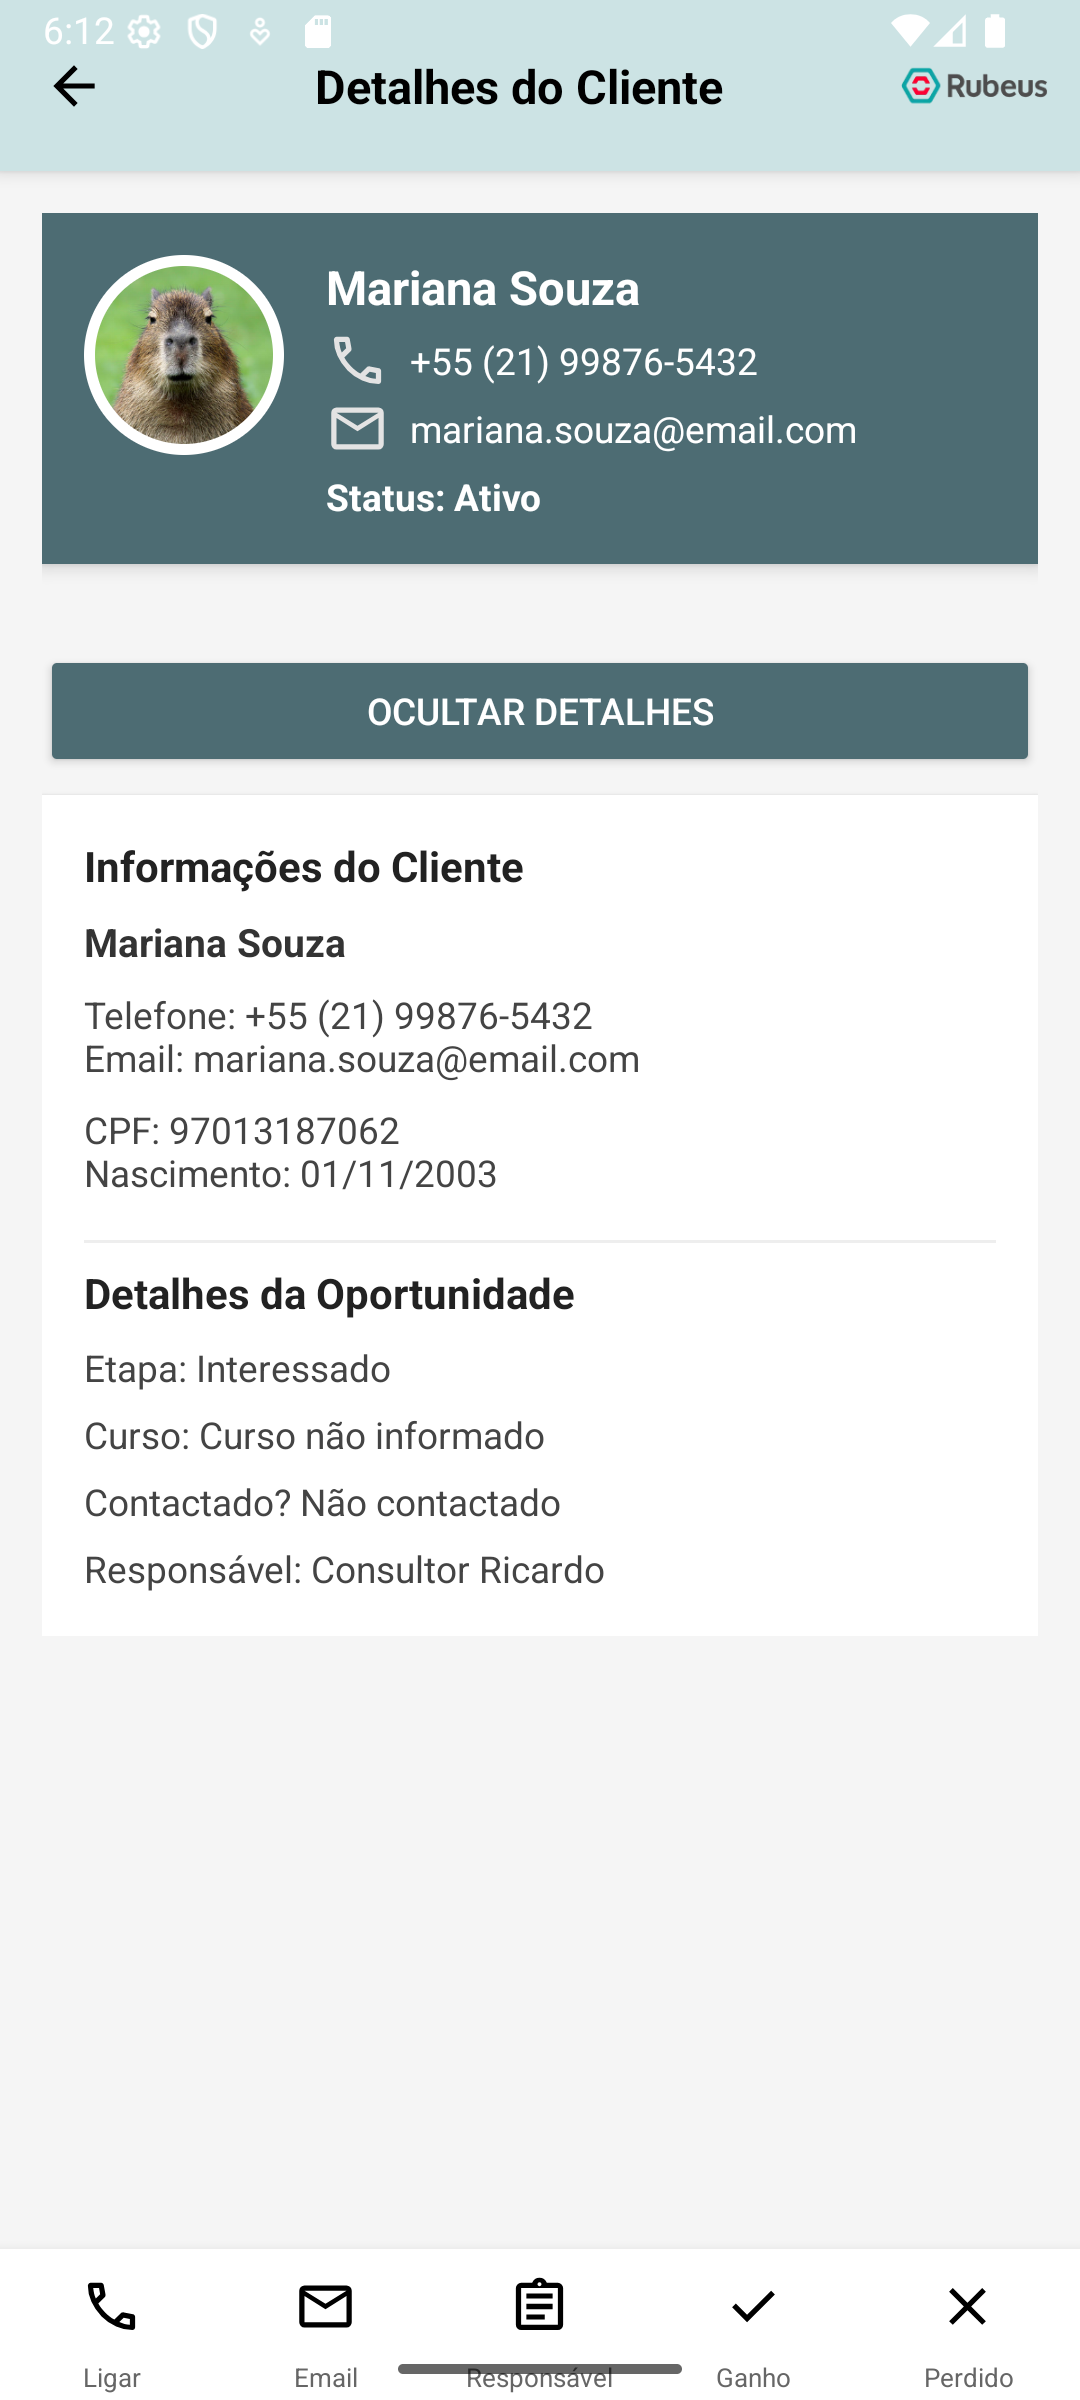 6:12
Detalhes do Cliente
Rubeus
Mariana Souza
+55 (21) 99876-5432
mariana.souza@email.com
Status: Ativo
OCULTAR DETALHES
Informações do Cliente
Mariana Souza
Telefone: +55 (21) 99876-5432
Email: mariana.souza@email.com
CPF: 97013187062
Nascimento: 01/11/2003
Detalhes da Oportunidade
Etapa: Interessado
Curso: Curso não informado
Contactado? Não contactado
Responsável: Consultor Ricardo
Ligar
Email
Responsável
Ganho
Perdido